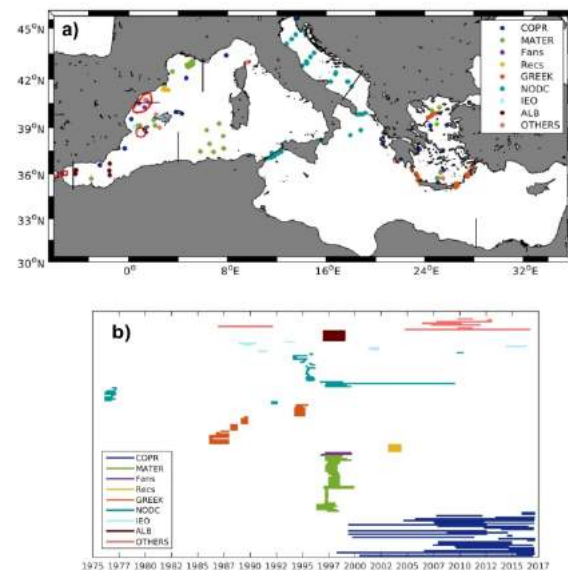 a)
45°N
42°N
39°N
36°N
33°N
30°N
0°
8°E
16°E
24°E
32°E
COPR
MATER
Fans
Recs
GREEK
NODC
IEO
ALB
OTHERS
b)
COPR
MATER
Fans
Recs
GREEK
NODC
IEO
ALB
OTHERS
1975 1977 1980 1982 1985 1987 1990 1992 1995 1997 2000 2002 2005 2007 2010 2012 2015 2017